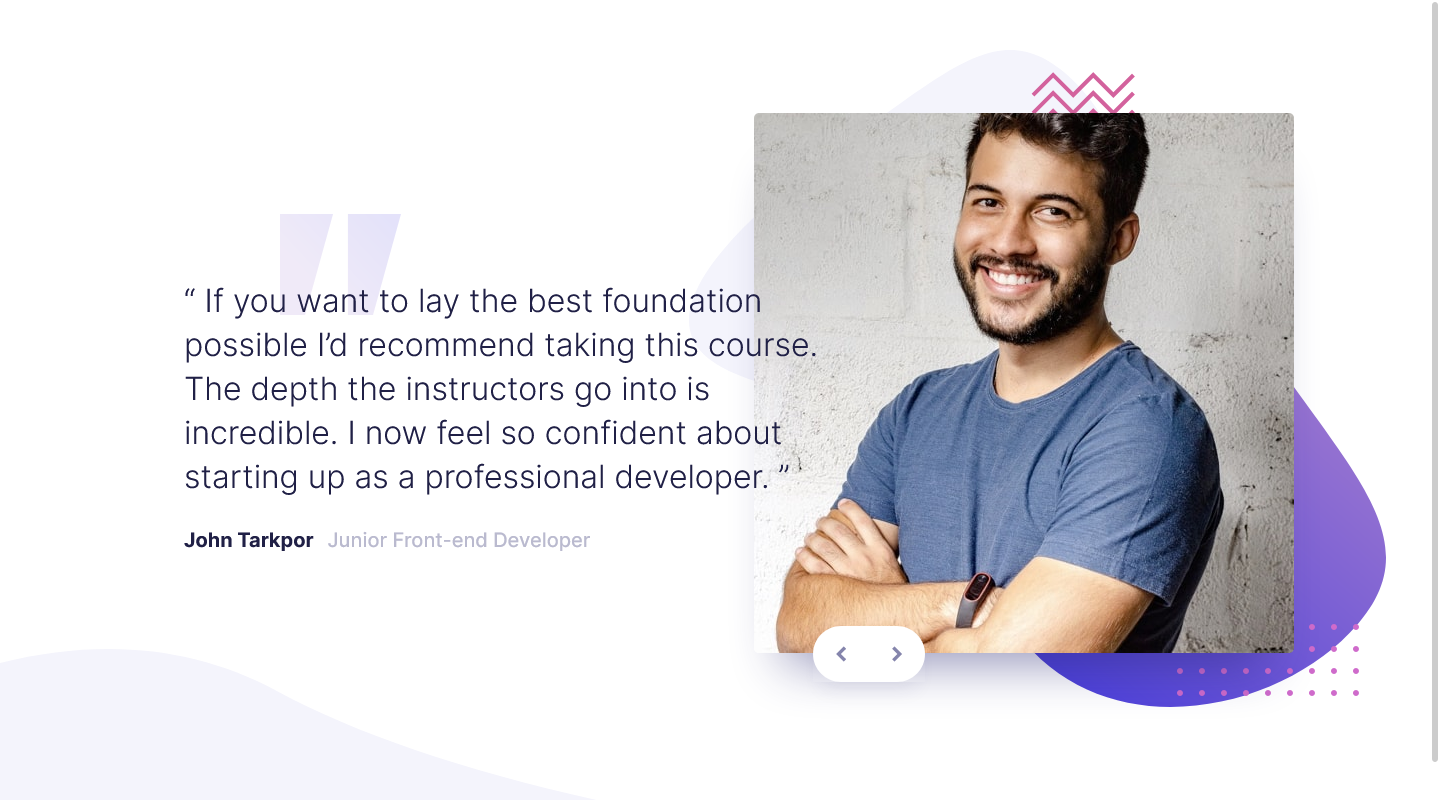 “ If you want to lay the best foundation
possible I’d recommend taking this course.
The depth the instructors go into is
incredible. I now feel so confident about
starting up as a professional developer. ”
John Tarkpor Junior Front-end Developer